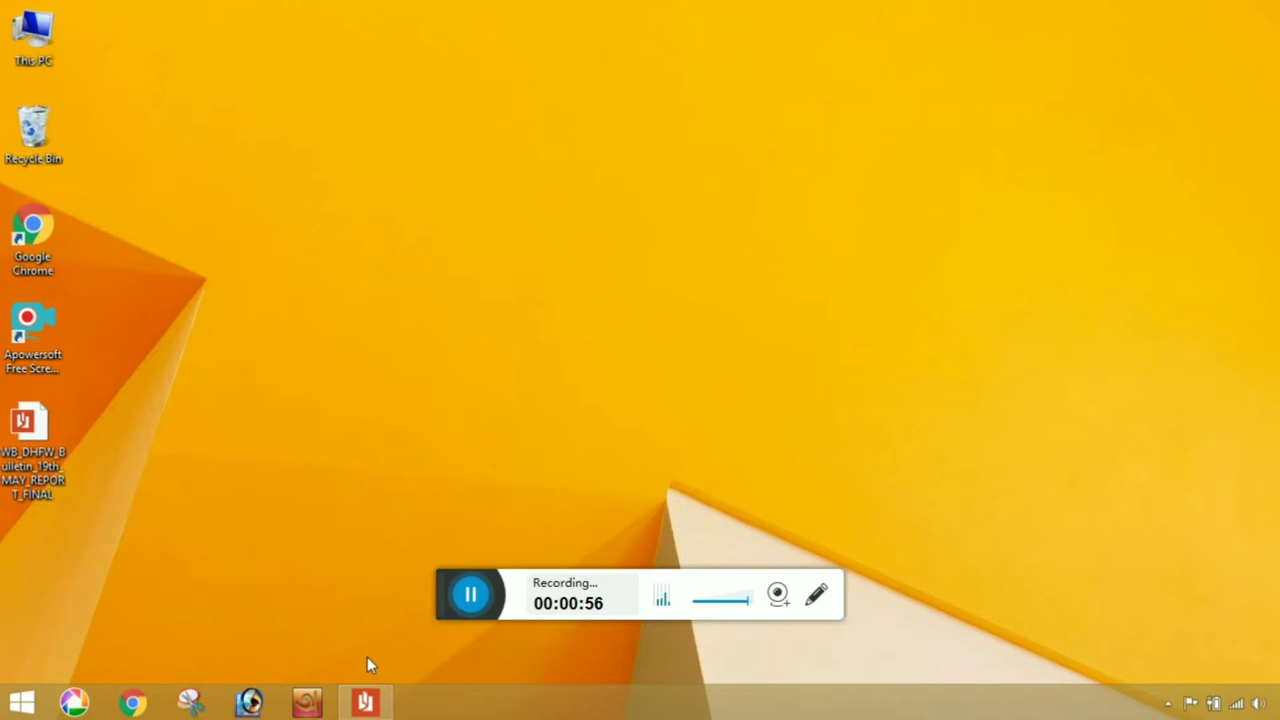 This PC
Recycle Bin
Google
Chrome
Apowersoft
Free Scre...
WB_DHFW_B
ulletin_19th_
MAY_REPOR
T_FINAL
Recording...
00:00:56